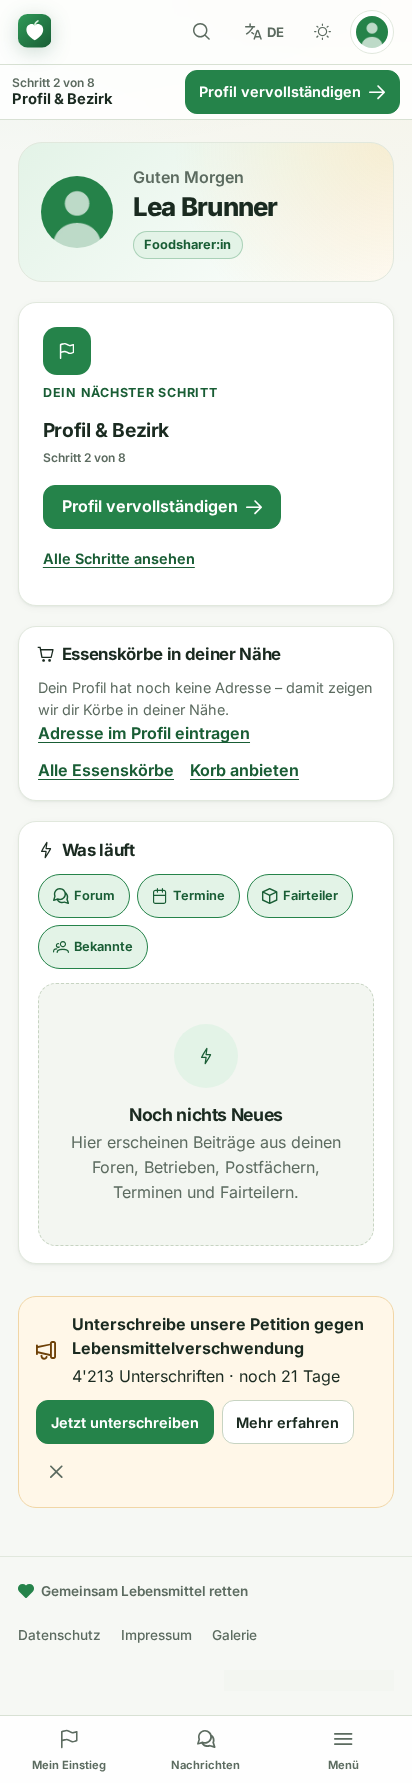 DE
Schritt 2 von 8
Profil & Bezirk
Profil vervollständigen
Guten Morgen
Lea Brunner
Foodsharer:in
DEIN NÄCHSTER SCHRITT
Profil & Bezirk
Schritt 2 von 8
Profil vervollständigen
Alle Schritte ansehen
Essenskörbe in deiner Nähe
Dein Profil hat noch keine Adresse – damit zeigen
wir dir Körbe in deiner Nähe.
Adresse im Profil eintragen
Alle Essenskörbe Korb anbieten
Was läuft
Forum Termine Fairteiler
Bekannte
Noch nichts Neues
Hier erscheinen Beiträge aus deinen
Foren, Betrieben, Postfächern,
Terminen und Fairteilern.
Unterschreibe unsere Petition gegen
Lebensmittelverschwendung
4'213 Unterschriften · noch 21 Tage
Jetzt unterschreiben Mehr erfahren
Gemeinsam Lebensmittel retten
Datenschutz Impressum Galerie
Mein Einstieg Nachrichten Menü